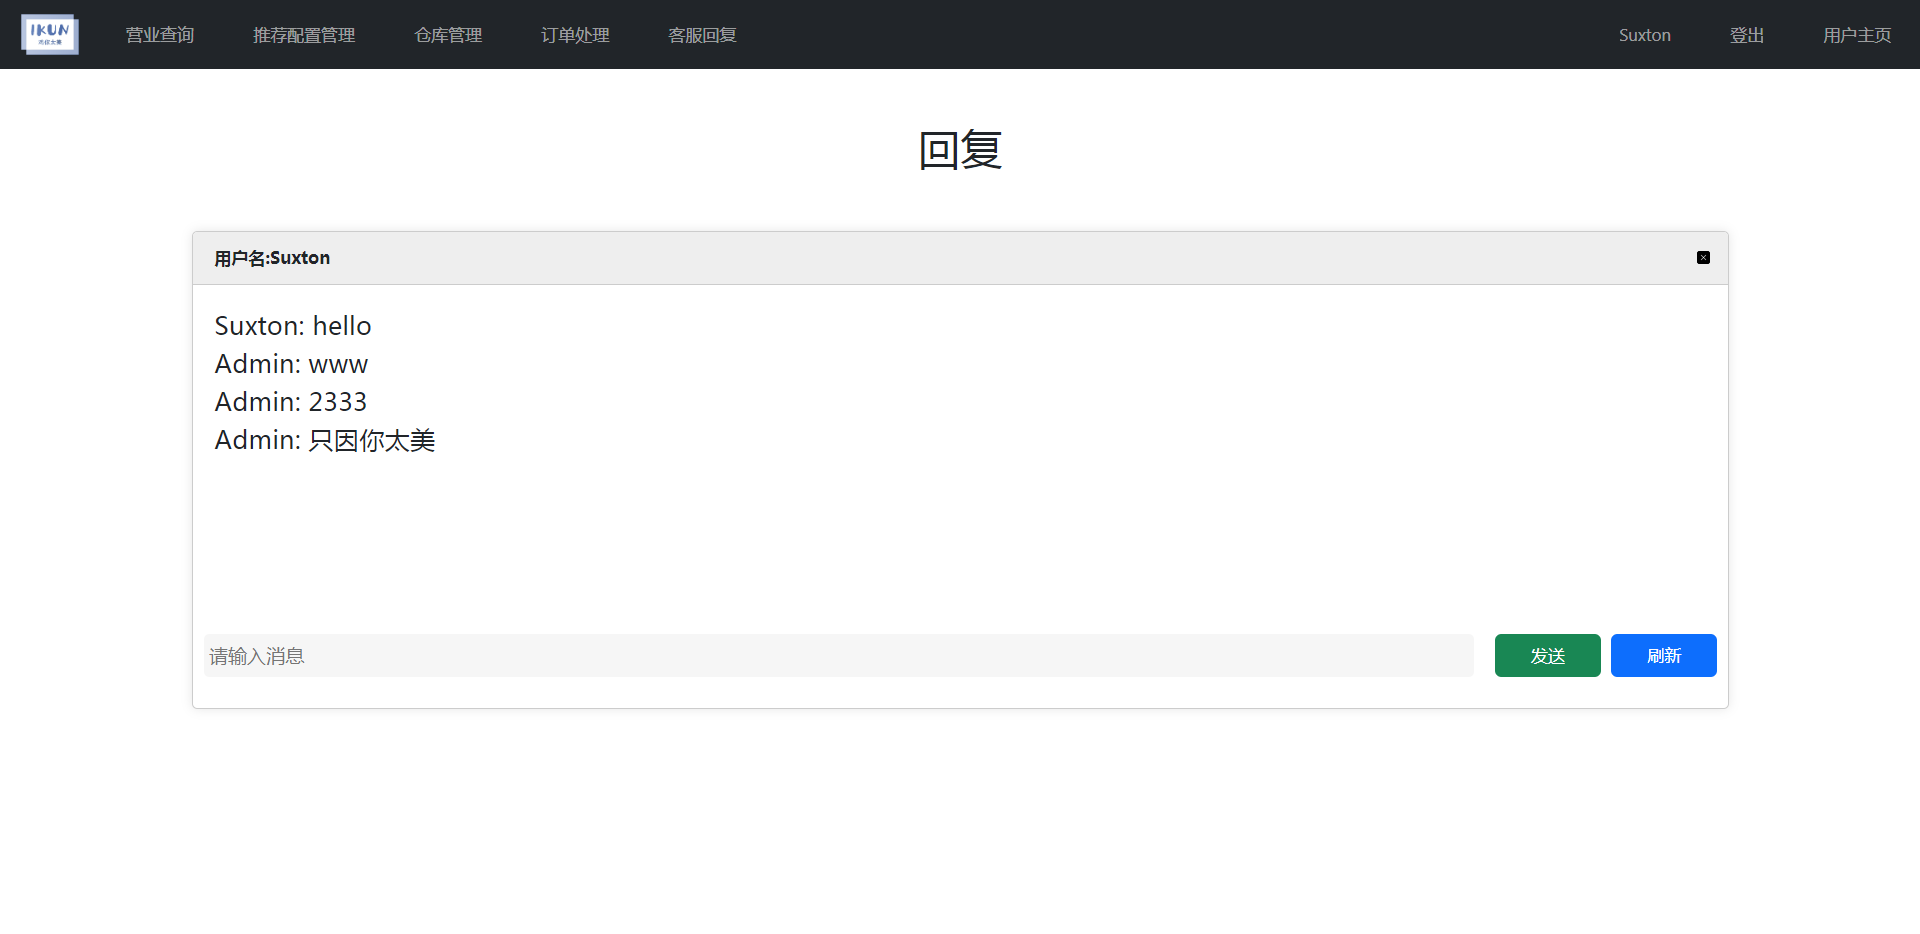 IKUN
营业查询
推荐配置管理
仓库管理
订单处理
客服回复
Suxton
登出
用户主页
回复
用户名:Suxton
Suxton: hello
Admin: www
Admin: 2333
Admin: 只因你太美
请输入消息
发送
刷新